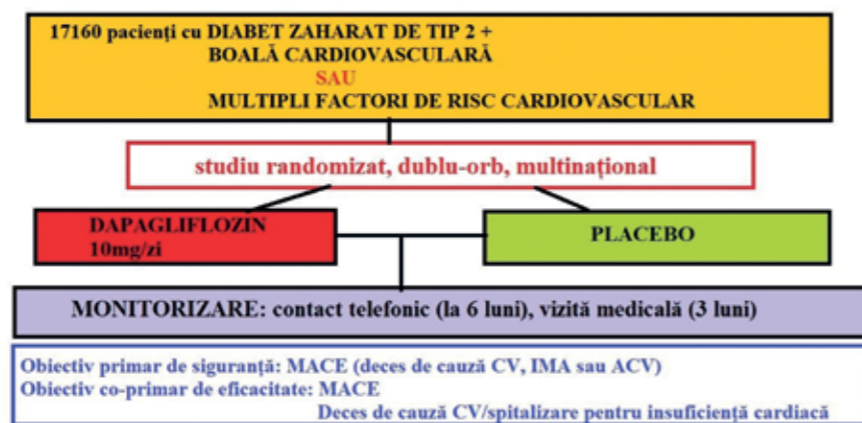 17160 pacienți cu DIABET ZAHARAT DE TIP 2 +
BOALĂ CARDIOVASCULARĂ
SAU
MULTIPLI FACTORI DE RISC CARDIOVASCULAR
studiu randomizat, dublu-orb, multinațional
DAPAGLIFLOZIN
10mg/zi
PLACEBO
MONITORIZARE: contact telefonic (la 6 luni), vizită medicală (3 luni)
Obiectiv primar de siguranță: MACE (deces de cauză CV, IMA sau ACV)
Obiectiv co-primar de eficacitate: MACE
Deces de cauză CV/spitalizare pentru insuficiență cardiacă